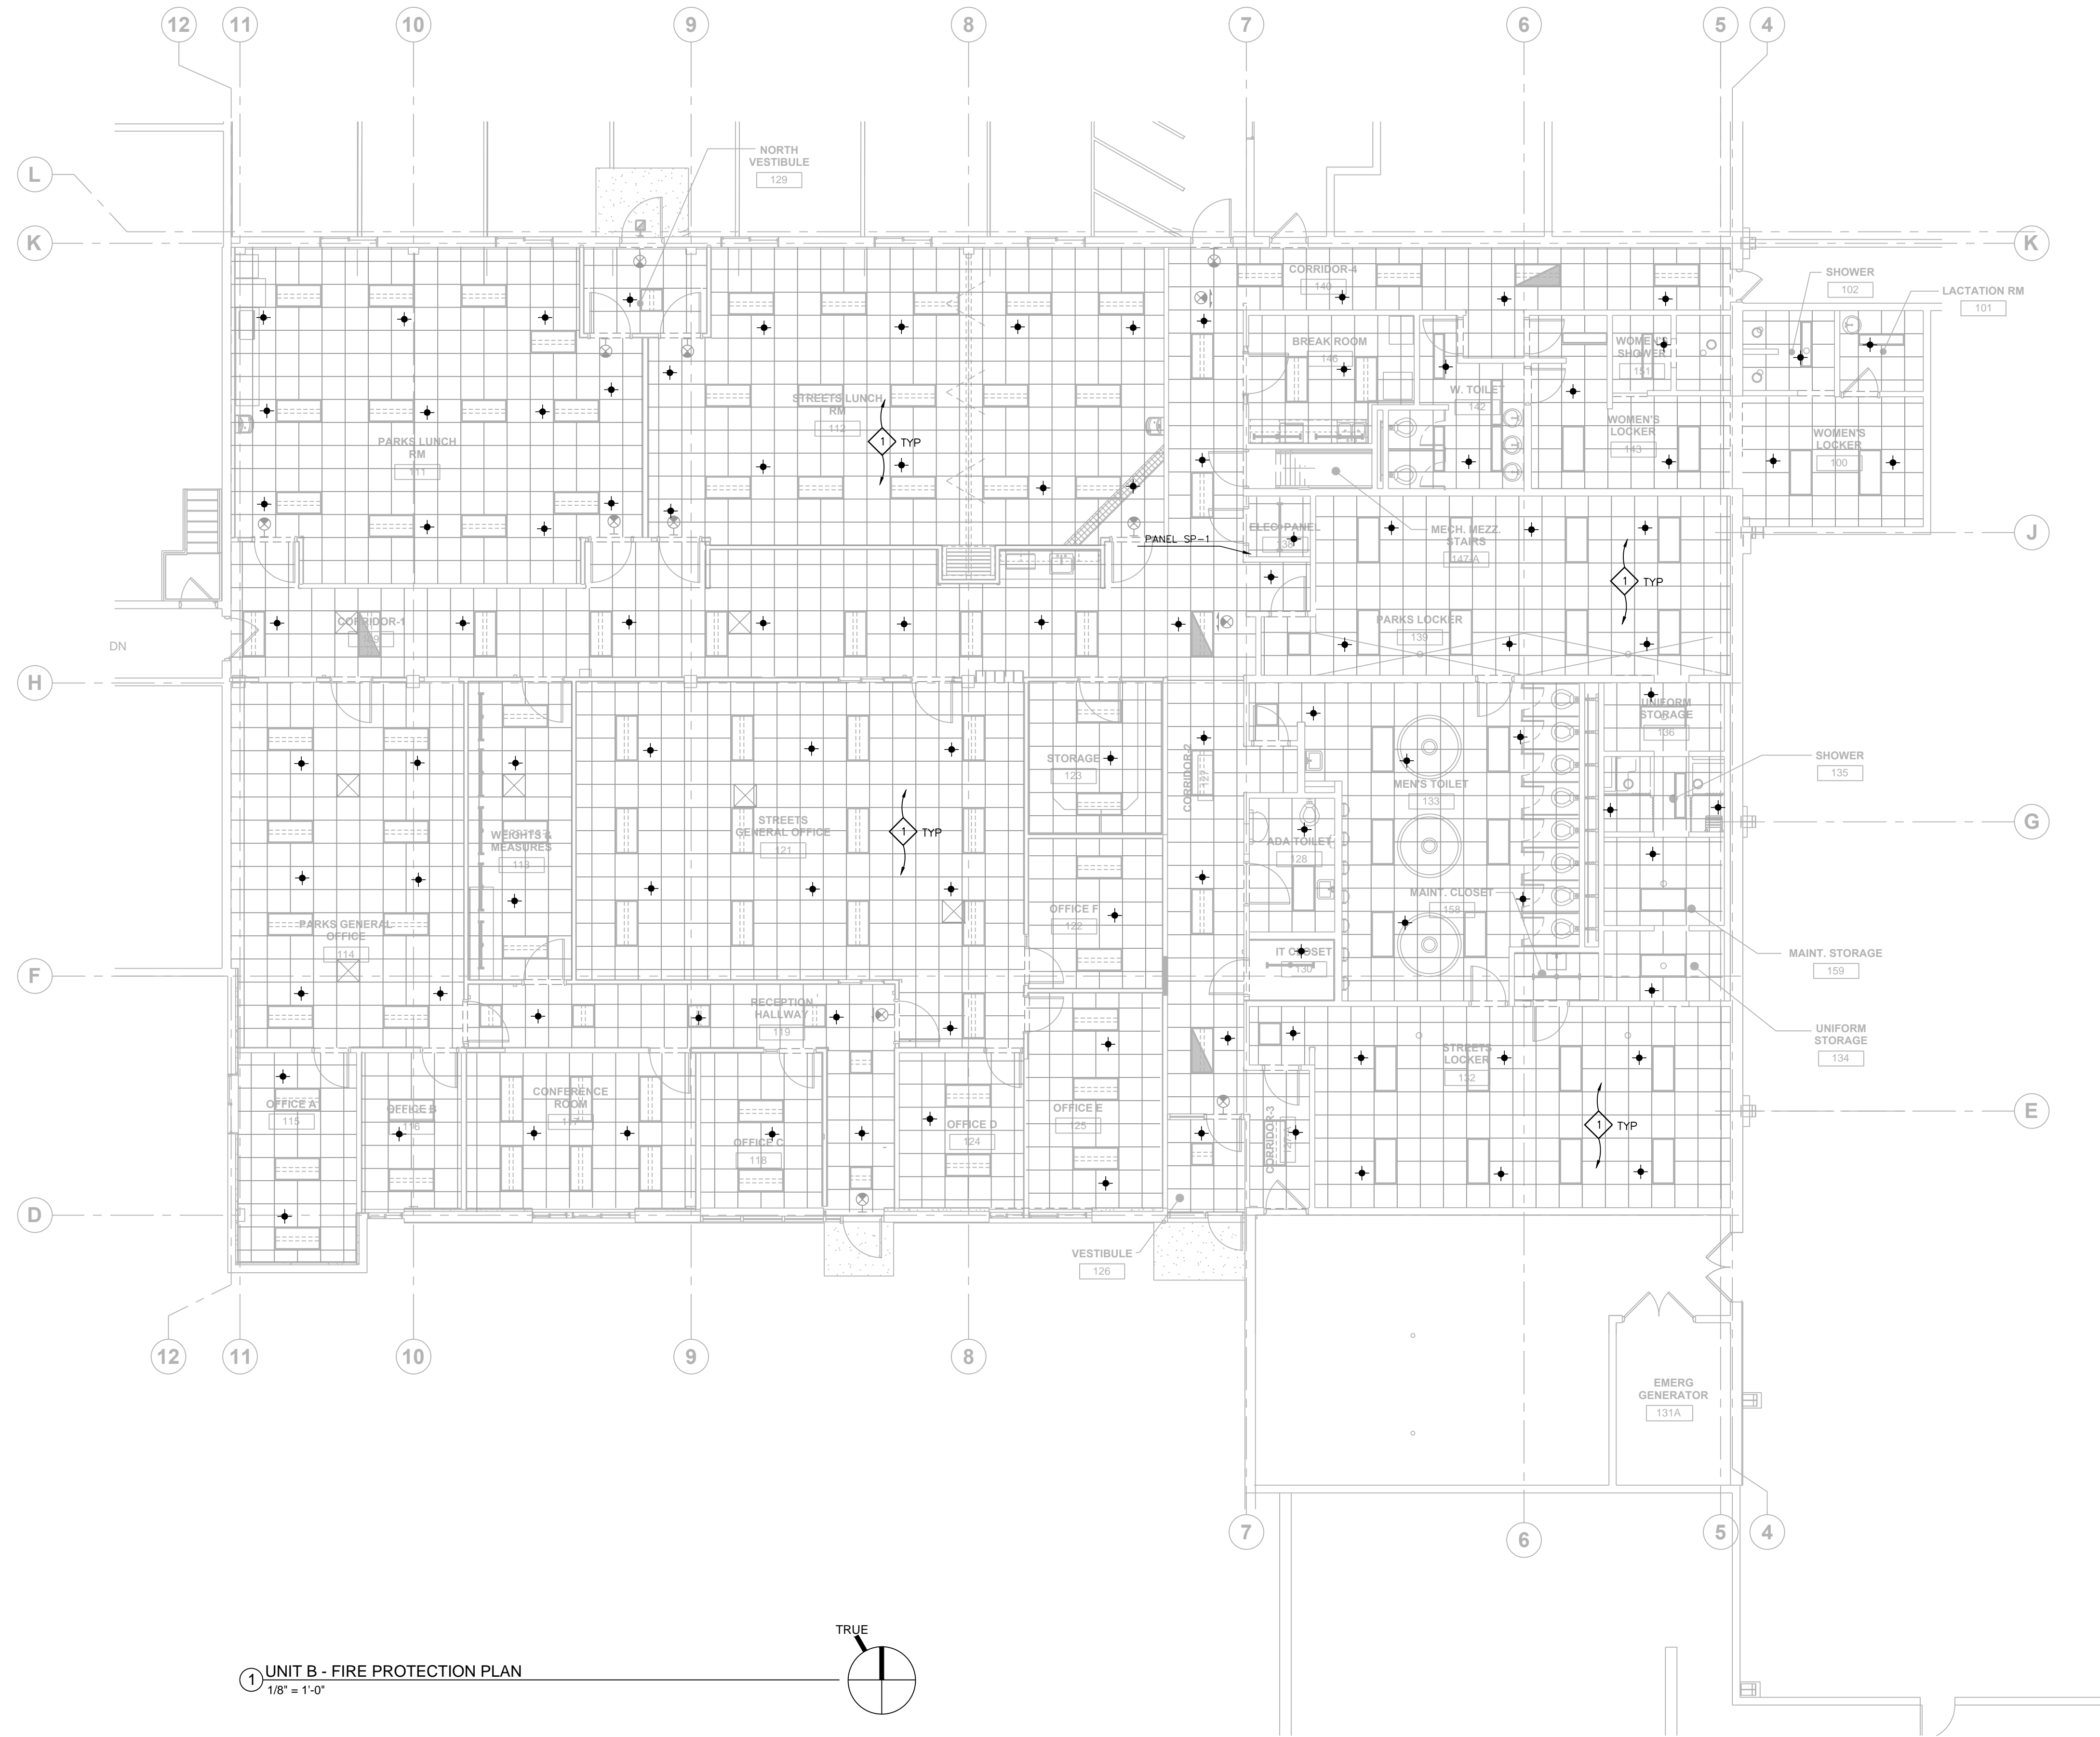 12
11
10
9
8
7
6
5
4
NORTH
VESTIBULE
129
L
K
K
CORRIDOR-4
140
SHOWER
102
LACTATION RM
101
BREAK ROOM
146
WOMEN'S
SHOWER
151
W. TOILET
142
STREETS LUNCH
RM
112
1 TYP
PARKS LUNCH
RM
111
WOMEN'S
LOCKER
143
WOMEN'S
LOCKER
100
ELEC. PANEL
138
MECH. MEZZ.
STAIRS
147-A
PANEL SP-1
J
1 TYP
CORRIDOR-1
109
PARKS LOCKER
139
DN
H
UNIFORM
STORAGE
136
STORAGE
123
CORRIDOR-2
127
SHOWER
135
MEN'S TOILET
133
STREETS
GENERAL OFFICE
121
1 TYP
G
WEIGHTS &
MEASURES
113
ADA TOILET
128
MAINT. CLOSET
158
OFFICE F
122
PARKS GENERAL
OFFICE
114
IT CLOSET
130
MAINT. STORAGE
159
F
RECEPTION
HALLWAY
119
UNIFORM
STORAGE
134
STREETS
LOCKER
132
OFFICE A
115
OFFICE B
116
CONFERENCE
ROOM
117
OFFICE C
118
OFFICE D
124
OFFICE E
125
CORRIDOR-3
1 TYP
E
D
VESTIBULE
126
12
11
10
9
8
EMERG
GENERATOR
131A
7
6
5
4
TRUE
1 UNIT B - FIRE PROTECTION PLAN
1/8" = 1'-0"